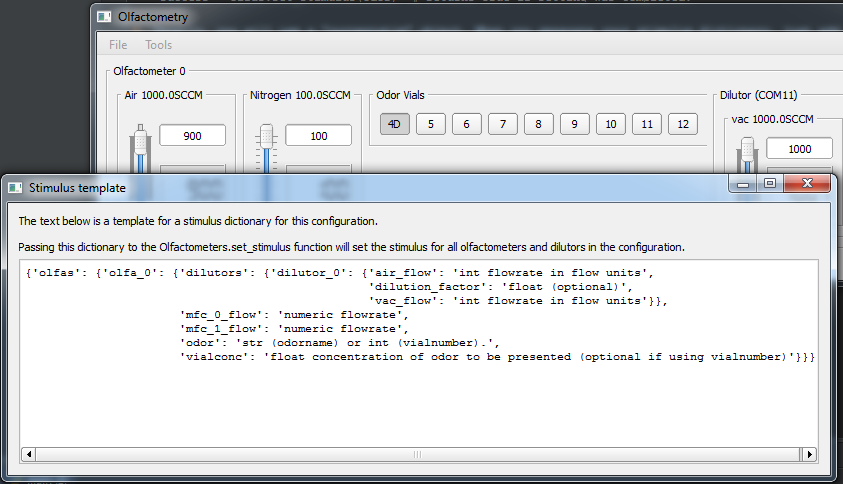 Olfactometry
File Tools
Olfactometer 0
Air 1000.0SCCM Nitrogen 100.0SCCM Odor Vials Dilutor (COM11)
vac 1000.0SCCM
900 100 4D 5 6 7 8 9 10 11 12 1000
Stimulus template
The text below is a template for a stimulus dictionary for this configuration.
Passing this dictionary to the Olfactometers.set_stimulus function will set the stimulus for all olfactometers and dilutors in the configuration.
{'olfas': {'olfa_0': {'dilutors': {'dilutor_0': {'air_flow': 'int flowrate in flow units',
'dilution_factor': 'float (optional)',
'vac_flow': 'int flowrate in flow units'}},
'mfc_0_flow': 'numeric flowrate',
'mfc_1_flow': 'numeric flowrate',
'odor': 'str (odorname) or int (vialnumber).',
'vialconc': 'float concentration of odor to be presented (optional if using vialnumber)'}}}